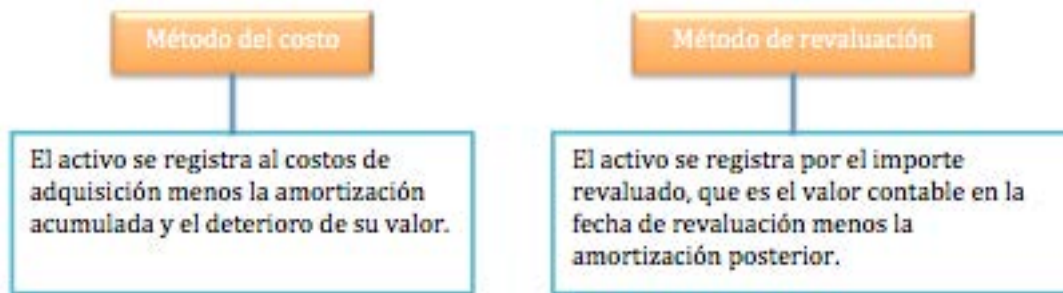 Método del costo
El activo se registra al costos de
adquisición menos la amortización
acumulada y el deterioro de su valor.
Método de revaluación
El activo se registra por el importe
revaluado, que es el valor contable en la
fecha de revaluación menos la
amortización posterior.